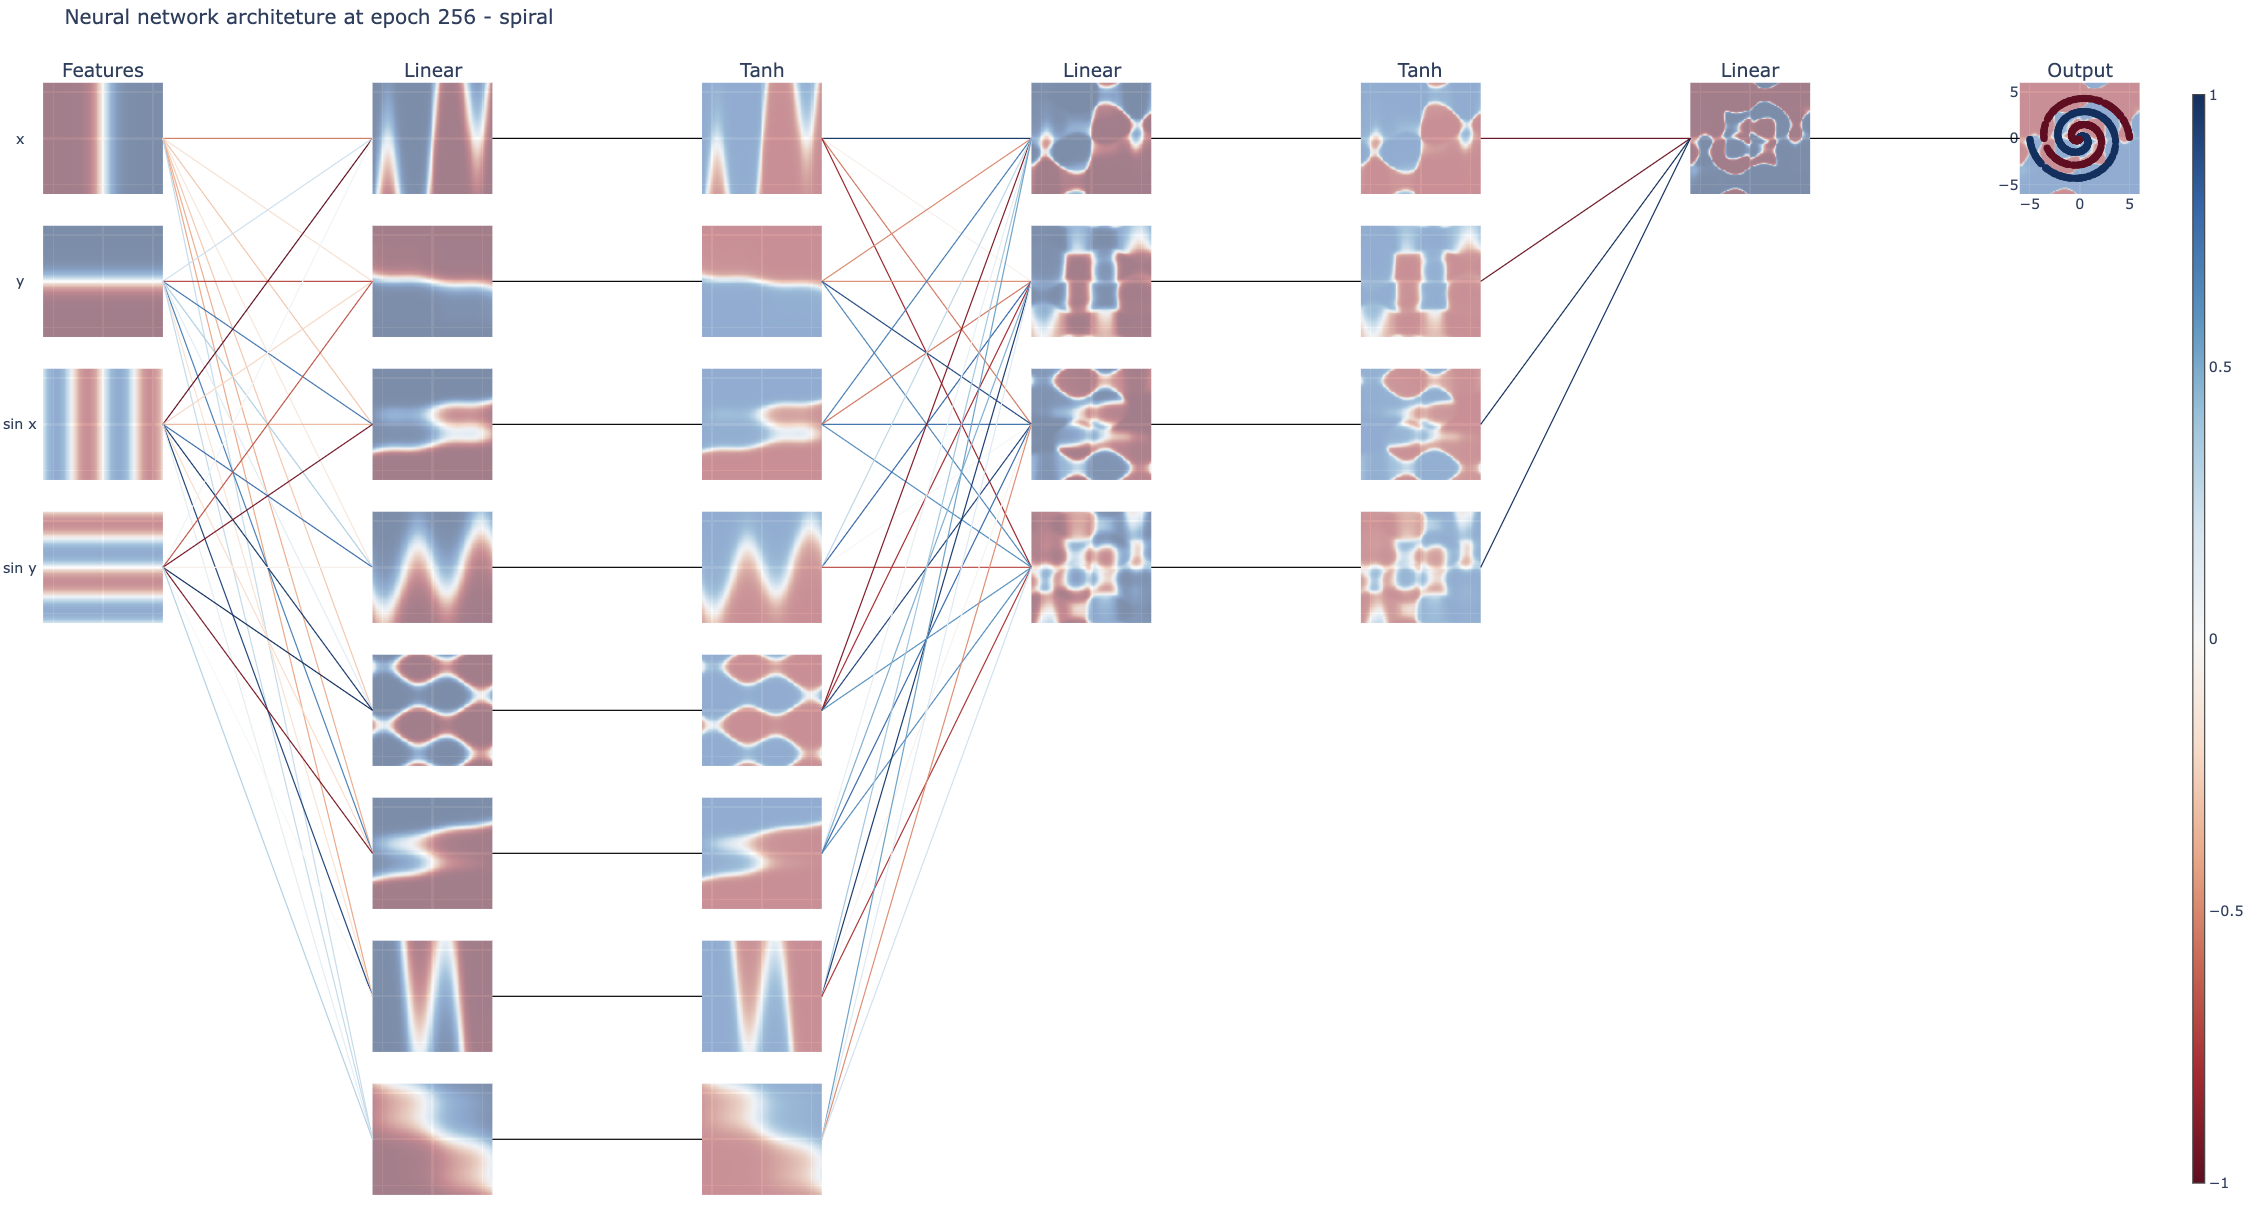 Neural network architeture at epoch 256 - spiral
Features
Linear
Tanh
Linear
Tanh
Linear
Output
x
y
sin x
sin y
5
0
−5
−5
0
5
1
0.5
0
−0.5
−1